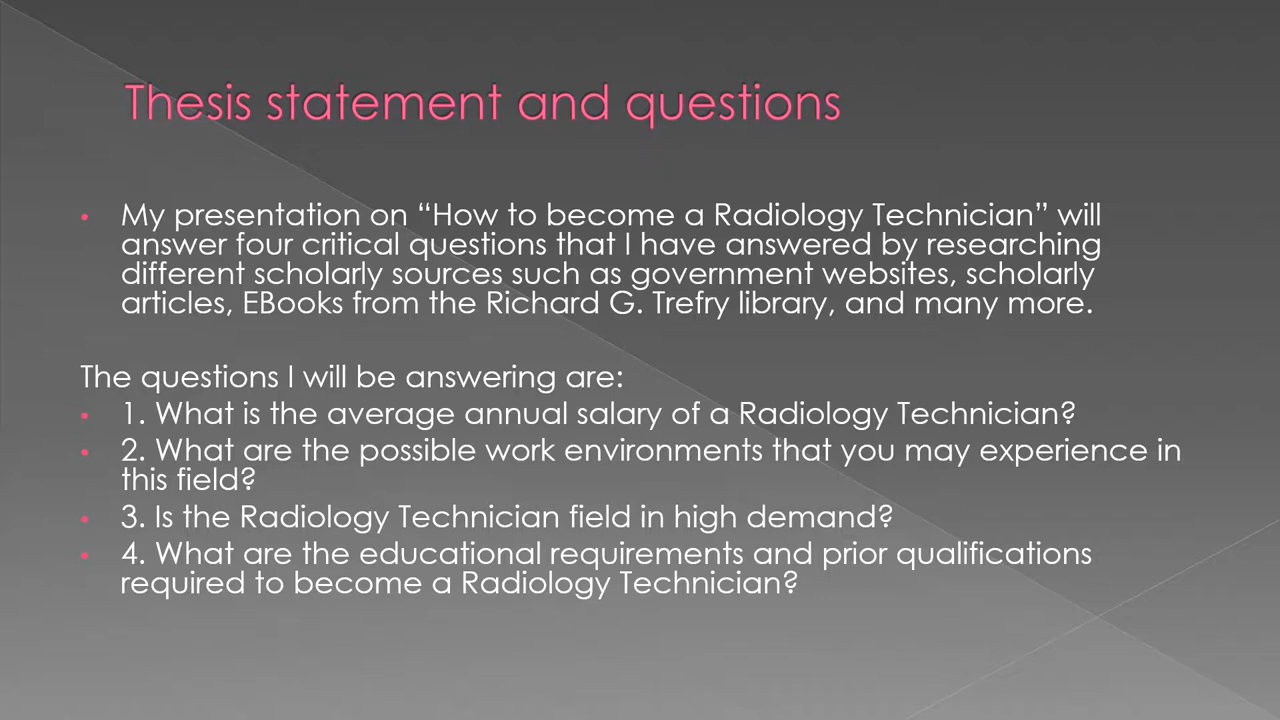 Thesis statement and questions
• My presentation on “How to become a Radiology Technician” will
answer four critical questions that I have answered by researching
different scholarly sources such as government websites, scholarly
articles, EBooks from the Richard G. Trefry library, and many more.
The questions I will be answering are:
• 1. What is the average annual salary of a Radiology Technician?
• 2. What are the possible work environments that you may experience in
this field?
• 3. Is the Radiology Technician field in high demand?
• 4. What are the educational requirements and prior qualifications
required to become a Radiology Technician?